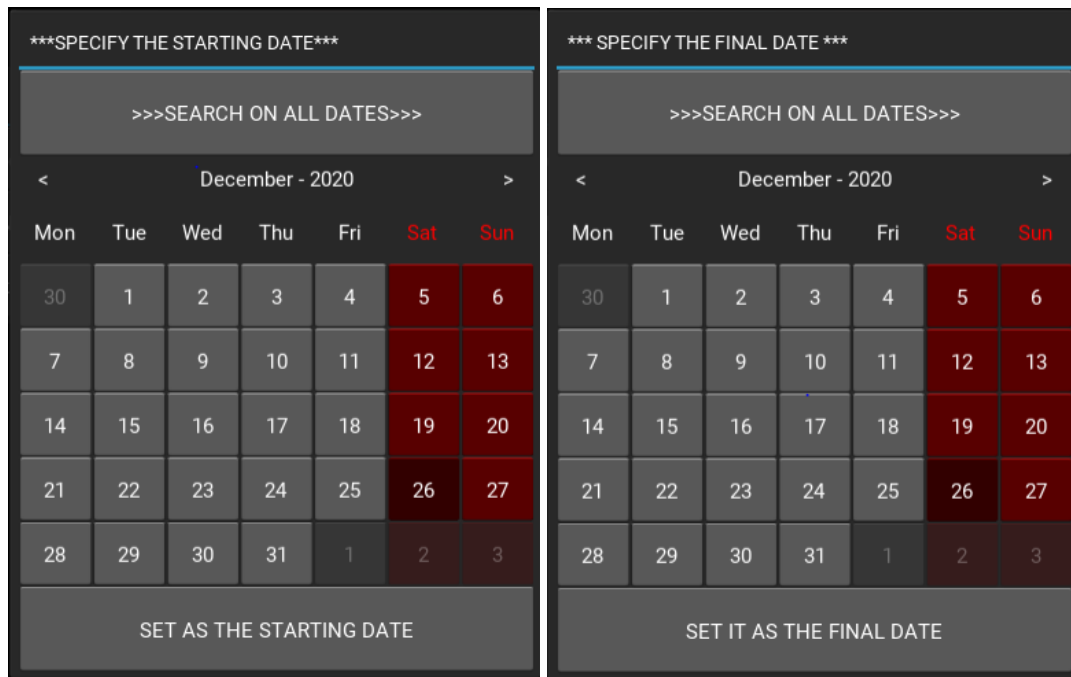 ***SPECIFY THE STARTING DATE***
>>>SEARCH ON ALL DATES>>>
< December - 2020 >
Mon Tue Wed Thu Fri Sat Sun
30 1 2 3 4 5 6
7 8 9 10 11 12 13
14 15 16 17 18 19 20
21 22 23 24 25 26 27
28 29 30 31 1 2 3
SET AS THE STARTING DATE
*** SPECIFY THE FINAL DATE ***
>>>SEARCH ON ALL DATES>>>
< December - 2020 >
Mon Tue Wed Thu Fri Sat Sun
30 1 2 3 4 5 6
7 8 9 10 11 12 13
14 15 16 17 18 19 20
21 22 23 24 25 26 27
28 29 30 31 1 2 3
SET IT AS THE FINAL DATE